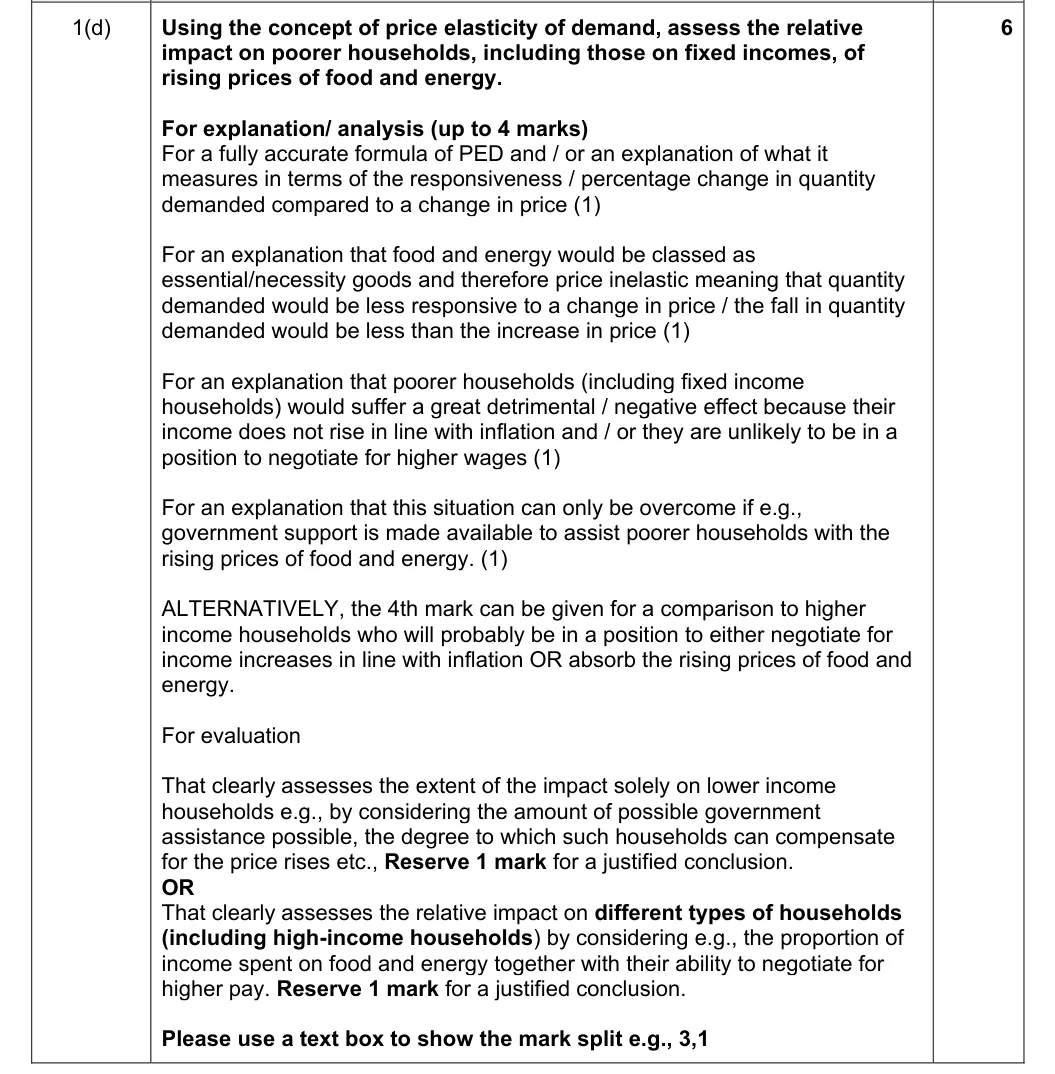 1(d)
Using the concept of price elasticity of demand, assess the relative
impact on poorer households, including those on fixed incomes, of
rising prices of food and energy.
6
For explanation/ analysis (up to 4 marks)
For a fully accurate formula of PED and / or an explanation of what it
measures in terms of the responsiveness / percentage change in quantity
demanded compared to a change in price (1)
For an explanation that food and energy would be classed as
essential/necessity goods and therefore price inelastic meaning that quantity
demanded would be less responsive to a change in price / the fall in quantity
demanded would be less than the increase in price (1)
For an explanation that poorer households (including fixed income
households) would suffer a great detrimental / negative effect because their
income does not rise in line with inflation and / or they are unlikely to be in a
position to negotiate for higher wages (1)
For an explanation that this situation can only be overcome if e.g.,
government support is made available to assist poorer households with the
rising prices of food and energy. (1)
ALTERNATIVELY, the 4th mark can be given for a comparison to higher
income households who will probably be in a position to either negotiate for
income increases in line with inflation OR absorb the rising prices of food and
energy.
For evaluation
That clearly assesses the extent of the impact solely on lower income
households e.g., by considering the amount of possible government
assistance possible, the degree to which such households can compensate
for the price rises etc., Reserve 1 mark for a justified conclusion.
OR
That clearly assesses the relative impact on different types of households
(including high-income households) by considering e.g., the proportion of
income spent on food and energy together with their ability to negotiate for
higher pay. Reserve 1 mark for a justified conclusion.
Please use a text box to show the mark split e.g., 3,1